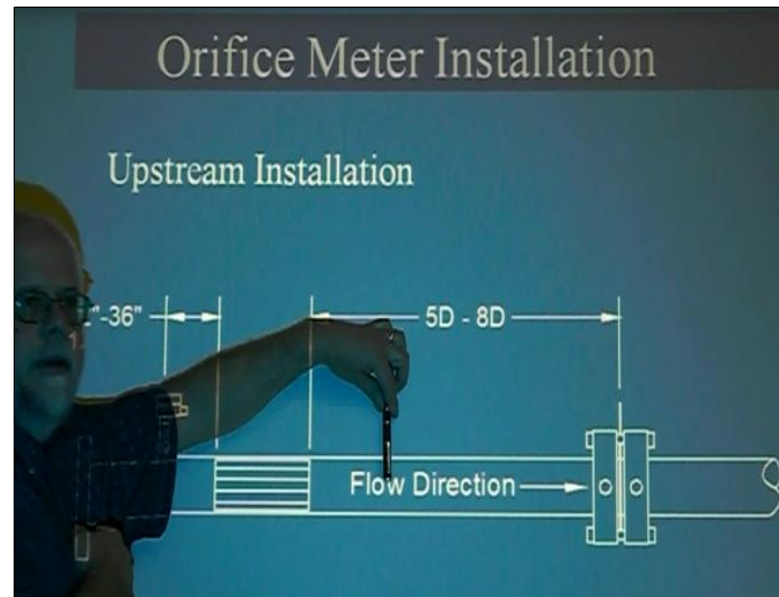 Orifice Meter Installation
Upstream Installation
"-36"
5D - 8D
Flow Direction